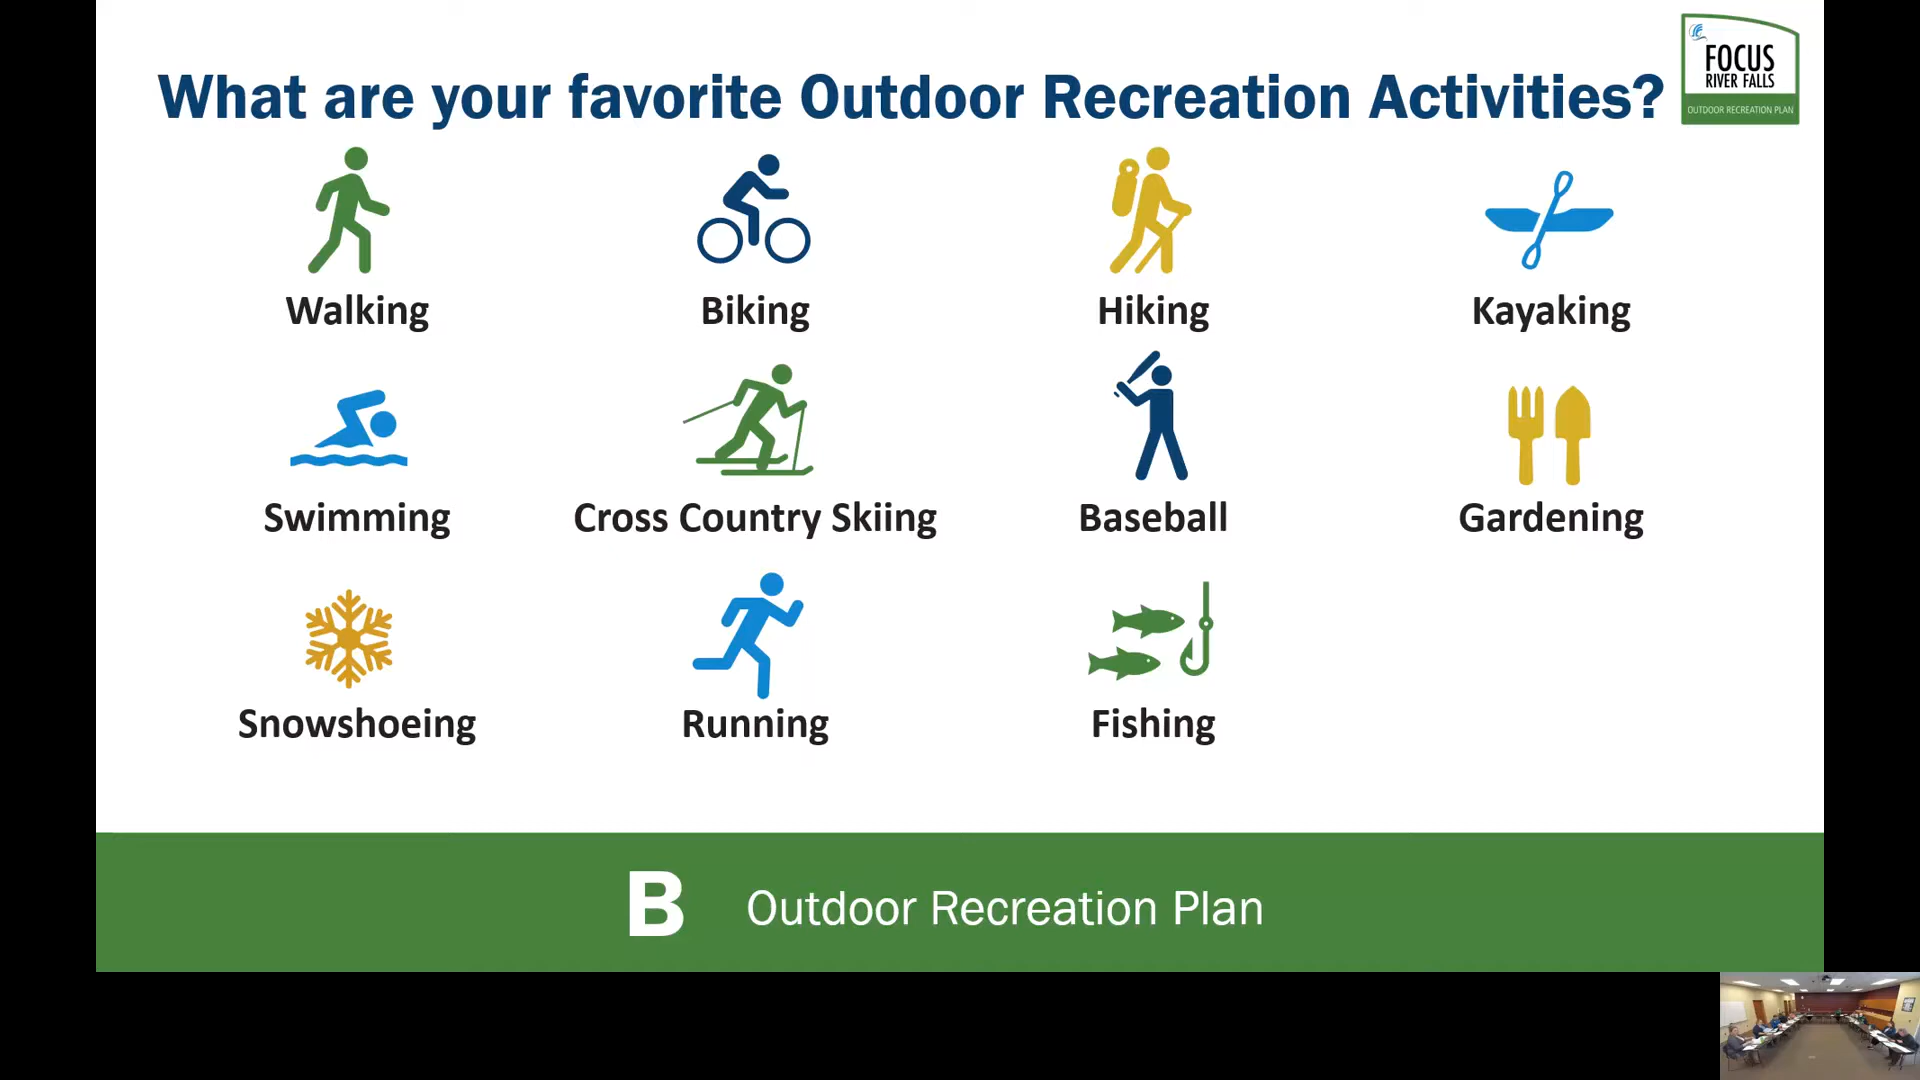 What are your favorite Outdoor Recreation Activities?
FOCUS
RIVER FALLS
OUTDOOR RECREATION PLAN
Walking
Biking
Hiking
Kayaking
Swimming
Cross Country Skiing
Baseball
Gardening
Snowshoeing
Running
Fishing
B Outdoor Recreation Plan